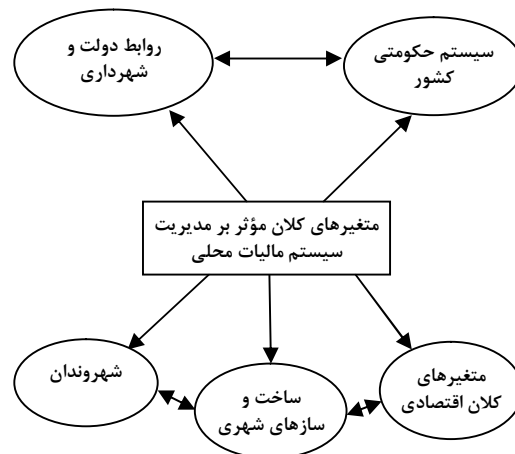 سیستم حکومتی
کشور
روابط دولت و
شهرداری
متغیرهای کلان مؤثر بر مدیریت
سیستم مالیات محلی
متغیرهای
کلان اقتصادی
ساخت و
سازهای شهری
شهروندان